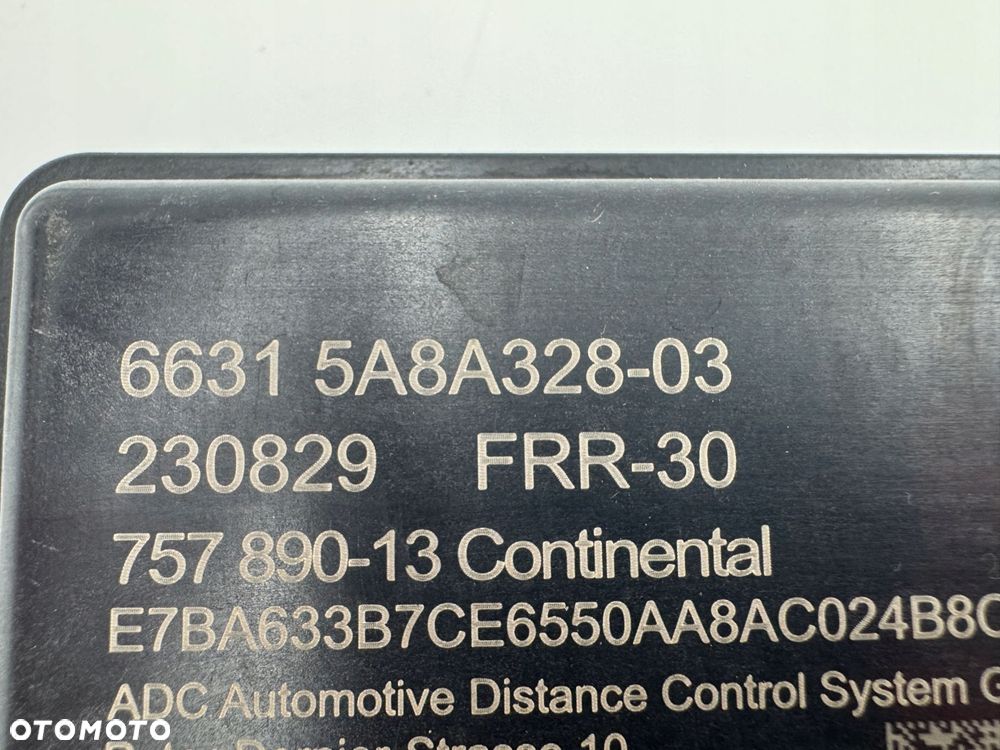 6631 5A8A328-03
230829 FRR-30
757 890-13 Continental
E7BA633B7CE6550AA8AC024B8C
ADC Automotive Distance Control System G
OTOMOTO